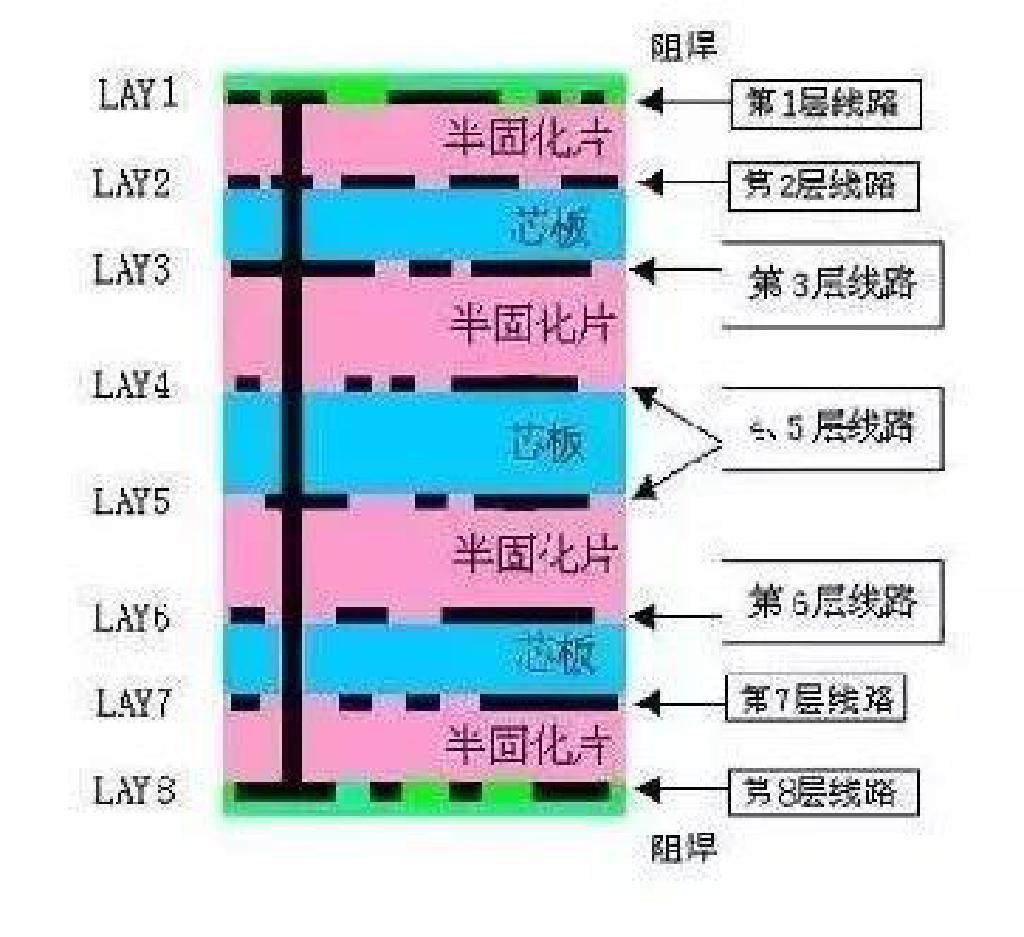 阻焊
LAY1
第1层线路
半固化片
LAY2
第2层线路
芯板
LAY3
第3层线路
半固化片
LAY4
芯板
4、5层线路
LAY5
半固化片
LAY6
第6层线路
芯板
LAY7
第7层线路
半固化片
LAY8
第8层线路
阻焊